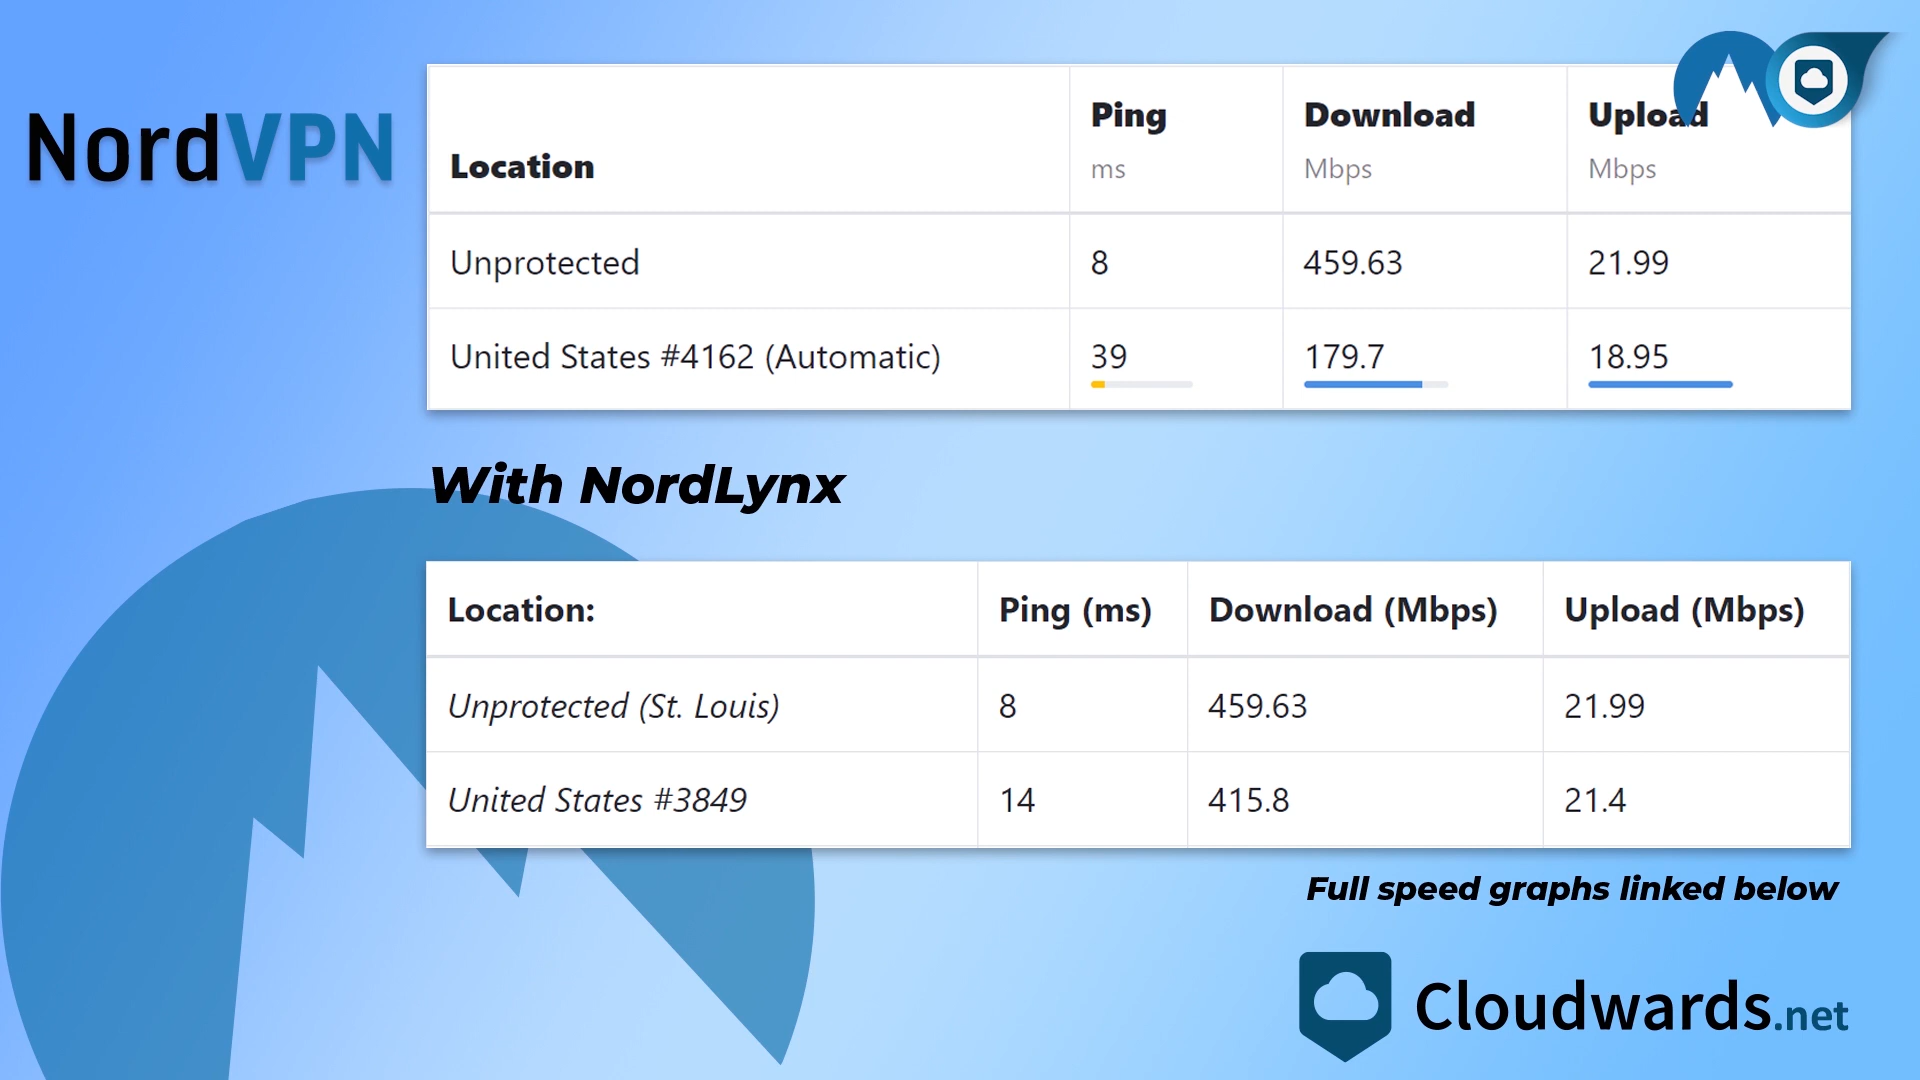 NordVPN
Location Ping ms Download Mbps Upload Mbps
Unprotected 8 459.63 21.99
United States #4162 (Automatic) 39 179.7 18.95
With NordLynx
Location: Ping (ms) Download (Mbps) Upload (Mbps)
Unprotected (St. Louis) 8 459.63 21.99
United States #3849 14 415.8 21.4
Full speed graphs linked below
Cloudwards.net